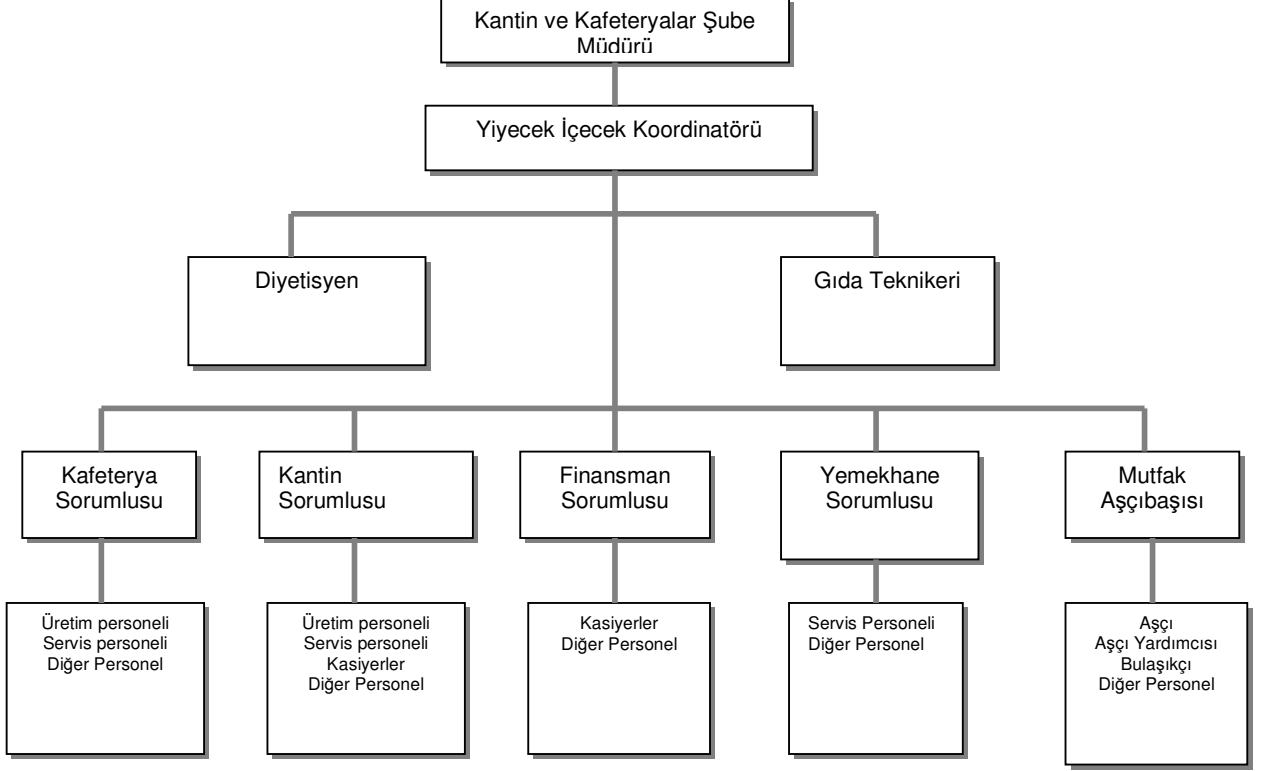 Kantin ve Kafeteryalar Şube
Müdürü
Yiyecek İçecek Koordinatörü
Diyetisyen
Gıda Teknikeri
Kafeterya
Sorumlusu
Kantin
Sorumlusu
Finansman
Sorumlusu
Yemekhane
Sorumlusu
Mutfak
Aşçıbaşısı
Üretim personeli
Servis personeli
Diğer Personel
Üretim personeli
Servis personeli
Kasiyerler
Diğer Personel
Kasiyerler
Diğer Personel
Servis Personeli
Diğer Personel
Aşçı
Aşçı Yardımcısı
Bulaşıkçı
Diğer Personel